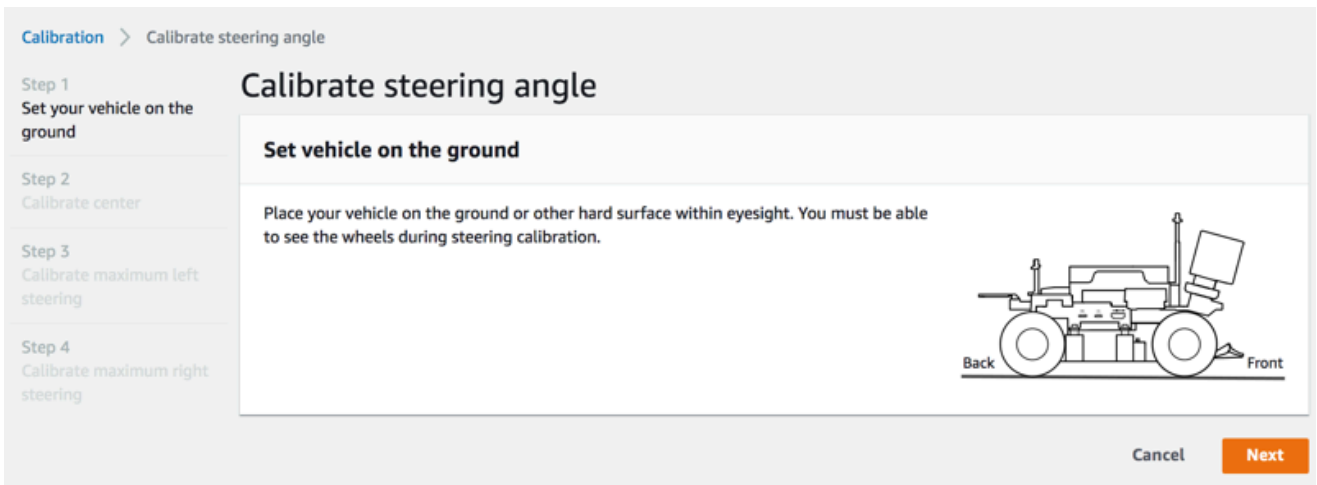 Calibration > Calibrate steering angle
Step 1
Set your vehicle on the
ground
Step 2
Calibrate center
Step 3
Calibrate maximum left
steering
Step 4
Calibrate maximum right
steering
Calibrate steering angle
Set vehicle on the ground
Place your vehicle on the ground or other hard surface within eyesight. You must be able
to see the wheels during steering calibration.
Back
Front
Cancel
Next